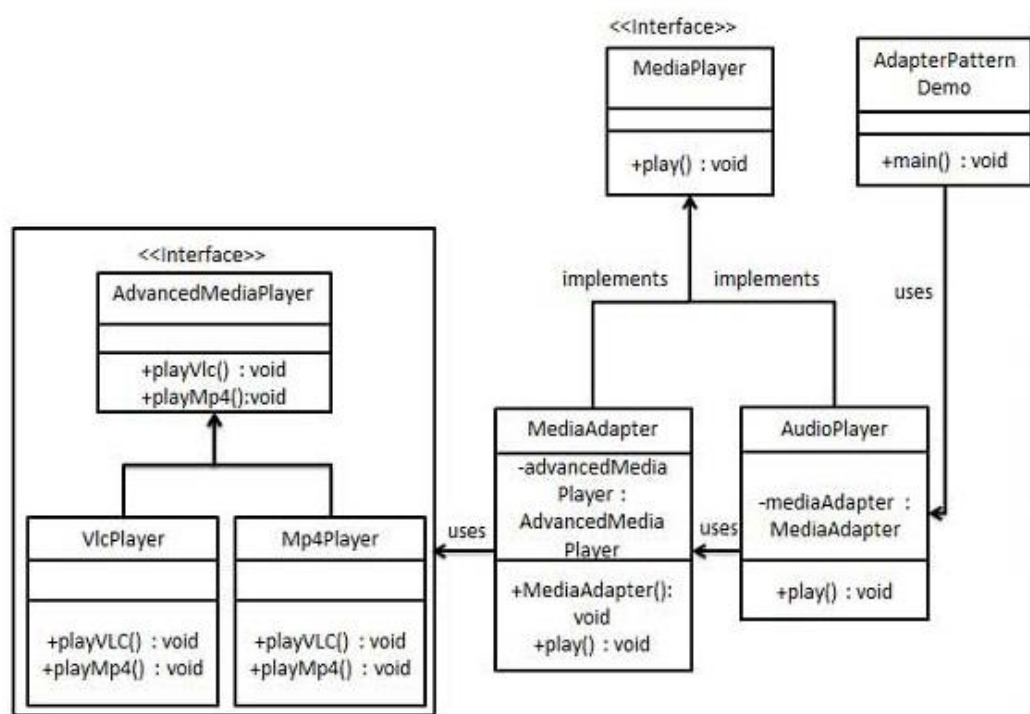 <<Interface>>
MediaPlayer
+play() : void
AdapterPattern
Demo
+main() : void
<<Interface>>
AdvancedMediaPlayer
+playVlc() : void
+playMp4():void
implements
implements
uses
VlcPlayer
+playVLC() : void
+playMp4() : void
Mp4Player
+playVLC() : void
+playMp4() : void
uses
MediaAdapter
-advancedMedia
Player :
AdvancedMedia
Player
+MediaAdapter():
void
+play() : void
uses
AudioPlayer
-mediaAdapter :
MediaAdapter
+play() : void